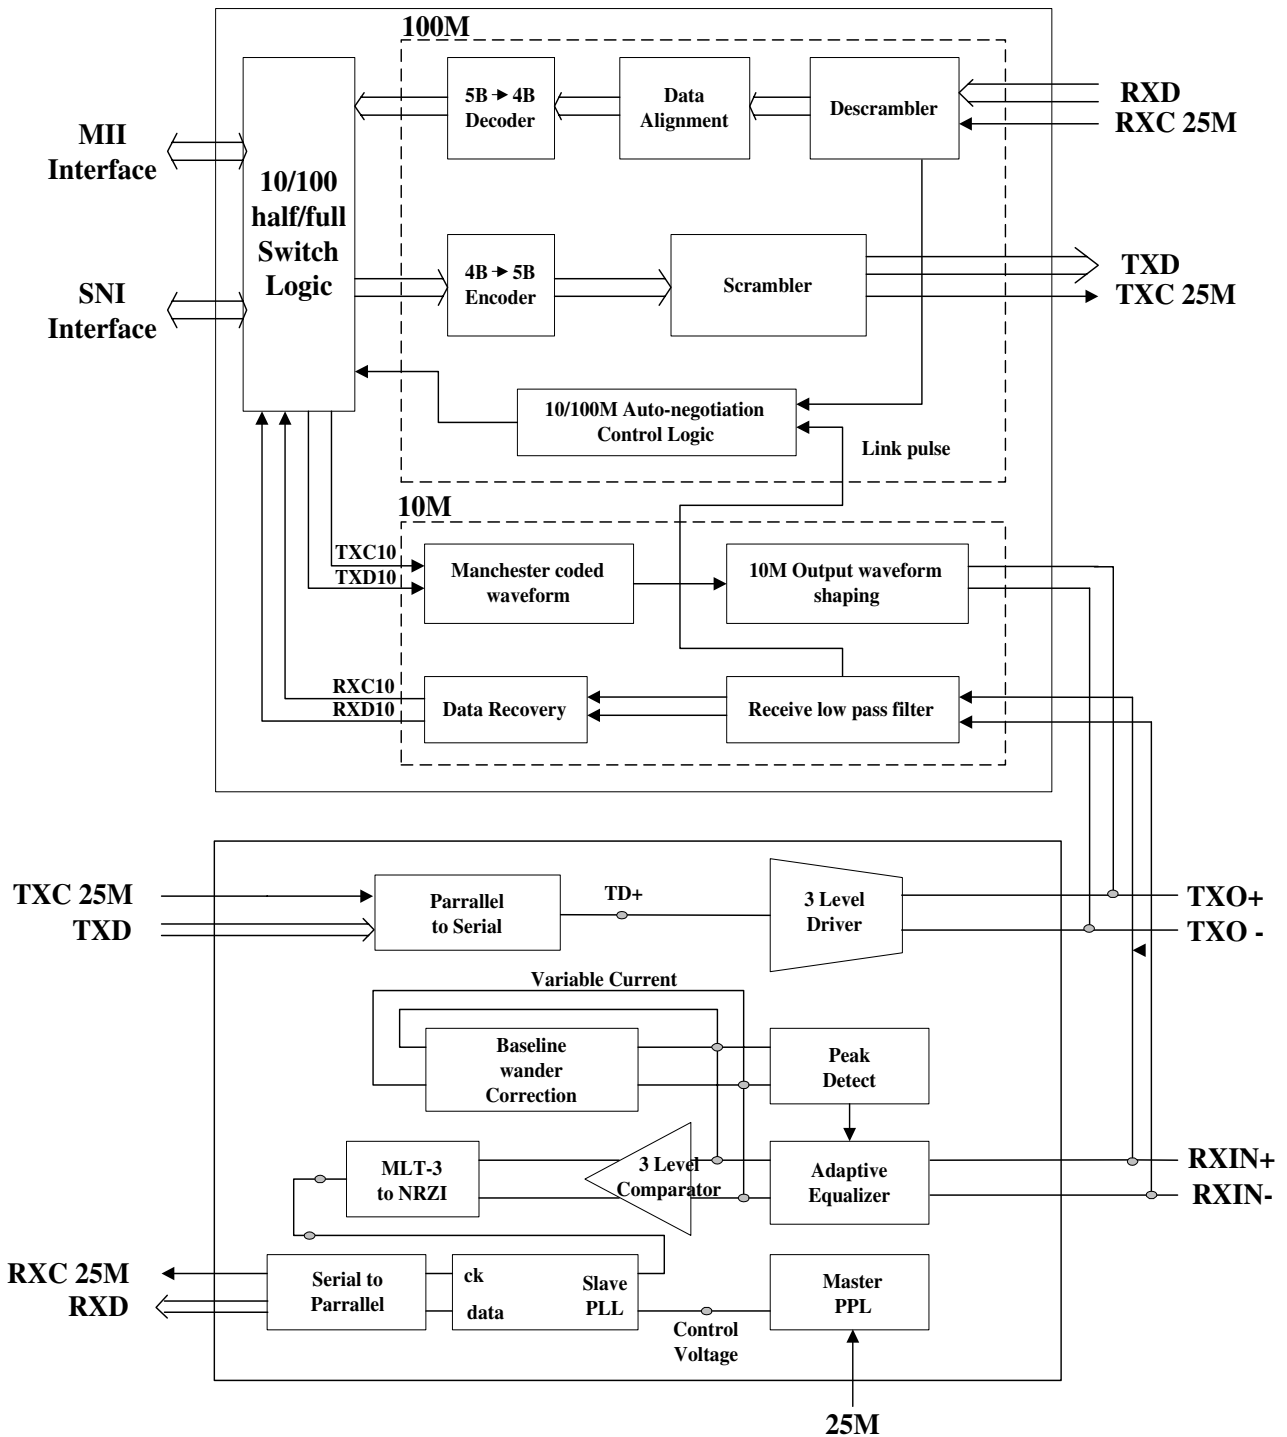 100M
5B → 4B
Decoder
Data
Alignment
Descrambler
RXD
RXC 25M
MII
Interface
10/100
half/full
Switch
Logic
SNI
Interface
4B → 5B
Encoder
Scrambler
TXD
TXC 25M
10/100M Auto-negotiation
Control Logic
Link pulse
10M
TXC10
TXD10
Manchester coded
waveform
10M Output waveform
shaping
RXC10
RXD10
Data Recovery
Receive low pass filter
TXC 25M
TXD
Parrallel
to Serial
TD+
3 Level
Driver
TXO+
TXO -
Variable Current
Baseline
wander
Correction
Peak
Detect
MLT-3
to NRZI
3 Level
Comparator
Adaptive
Equalizer
RXIN+
RXIN-
RXC 25M
RXD
Serial to
Parrallel
ck
data
Slave
PLL
Control
Voltage
Master
PPL
25M